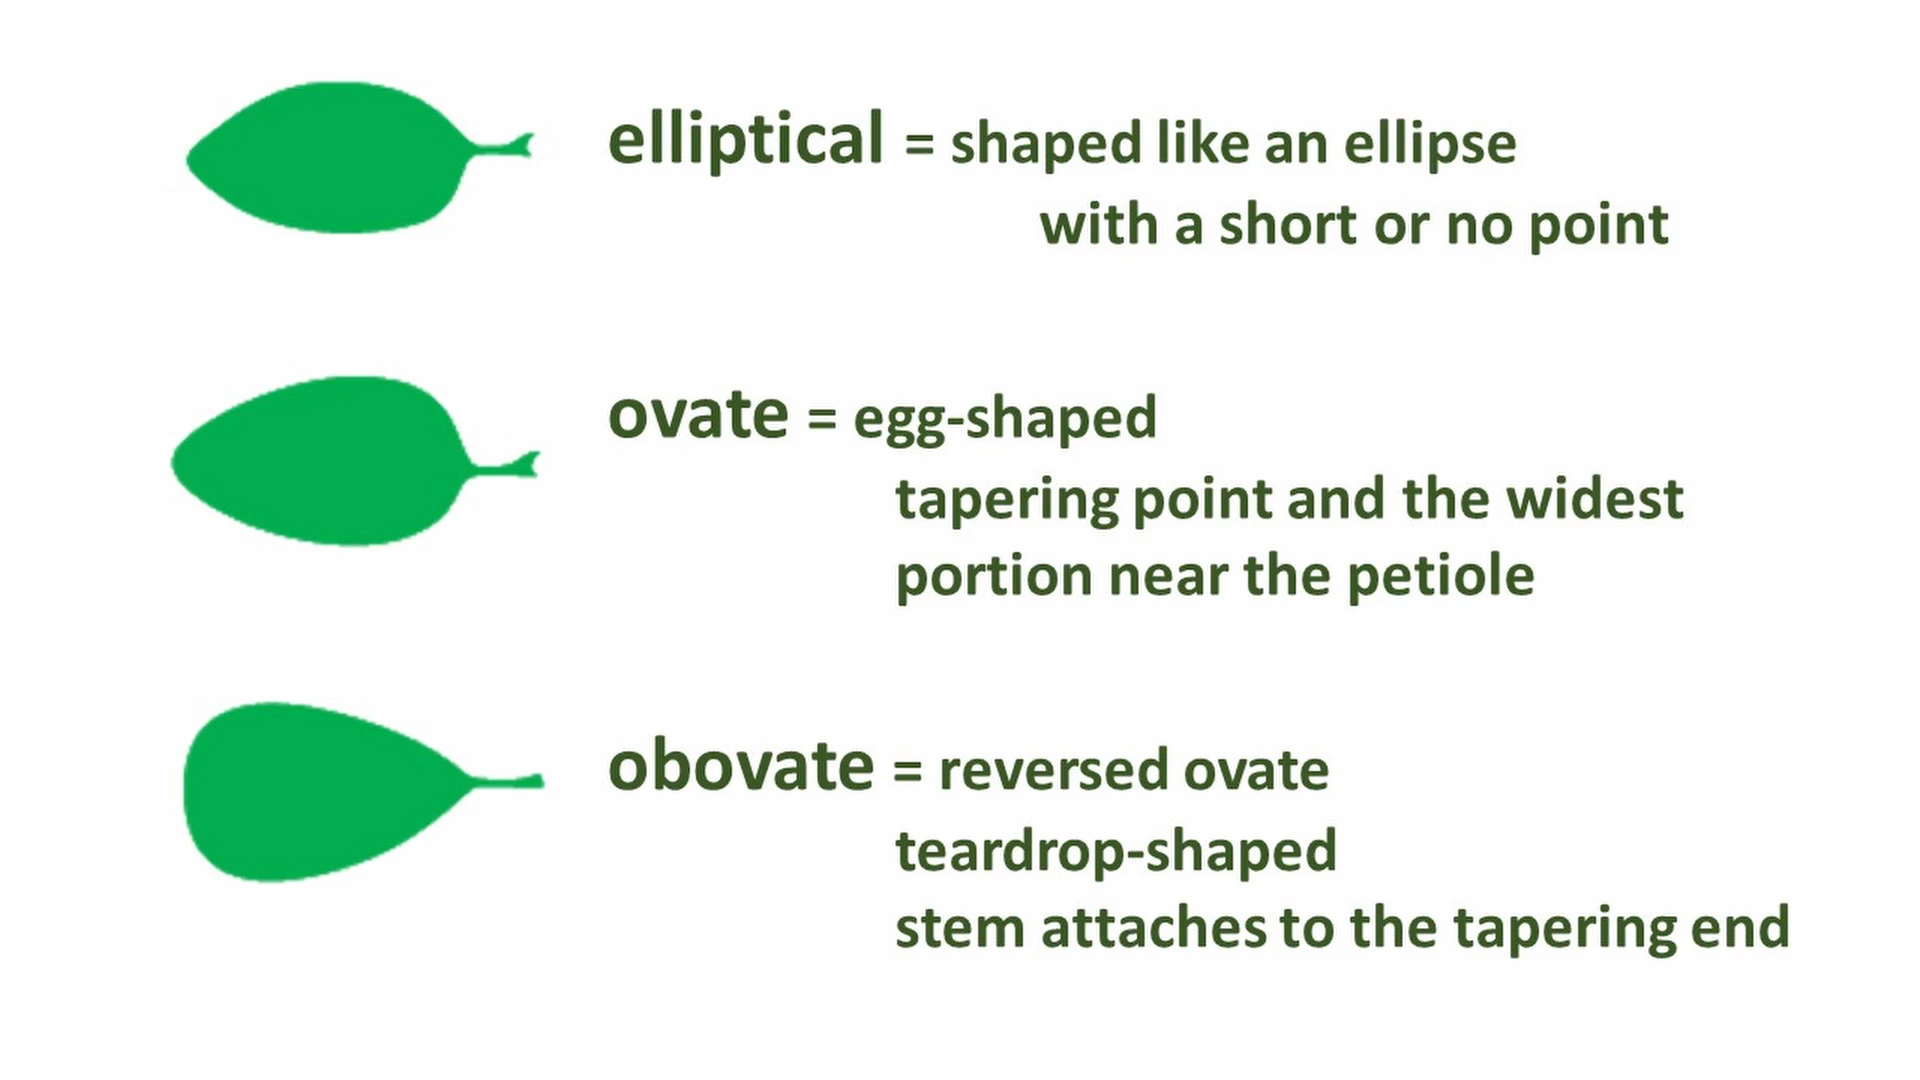 elliptical = shaped like an ellipse
with a short or no point
ovate = egg-shaped
tapering point and the widest
portion near the petiole
obovate = reversed ovate
teardrop-shaped
stem attaches to the tapering end